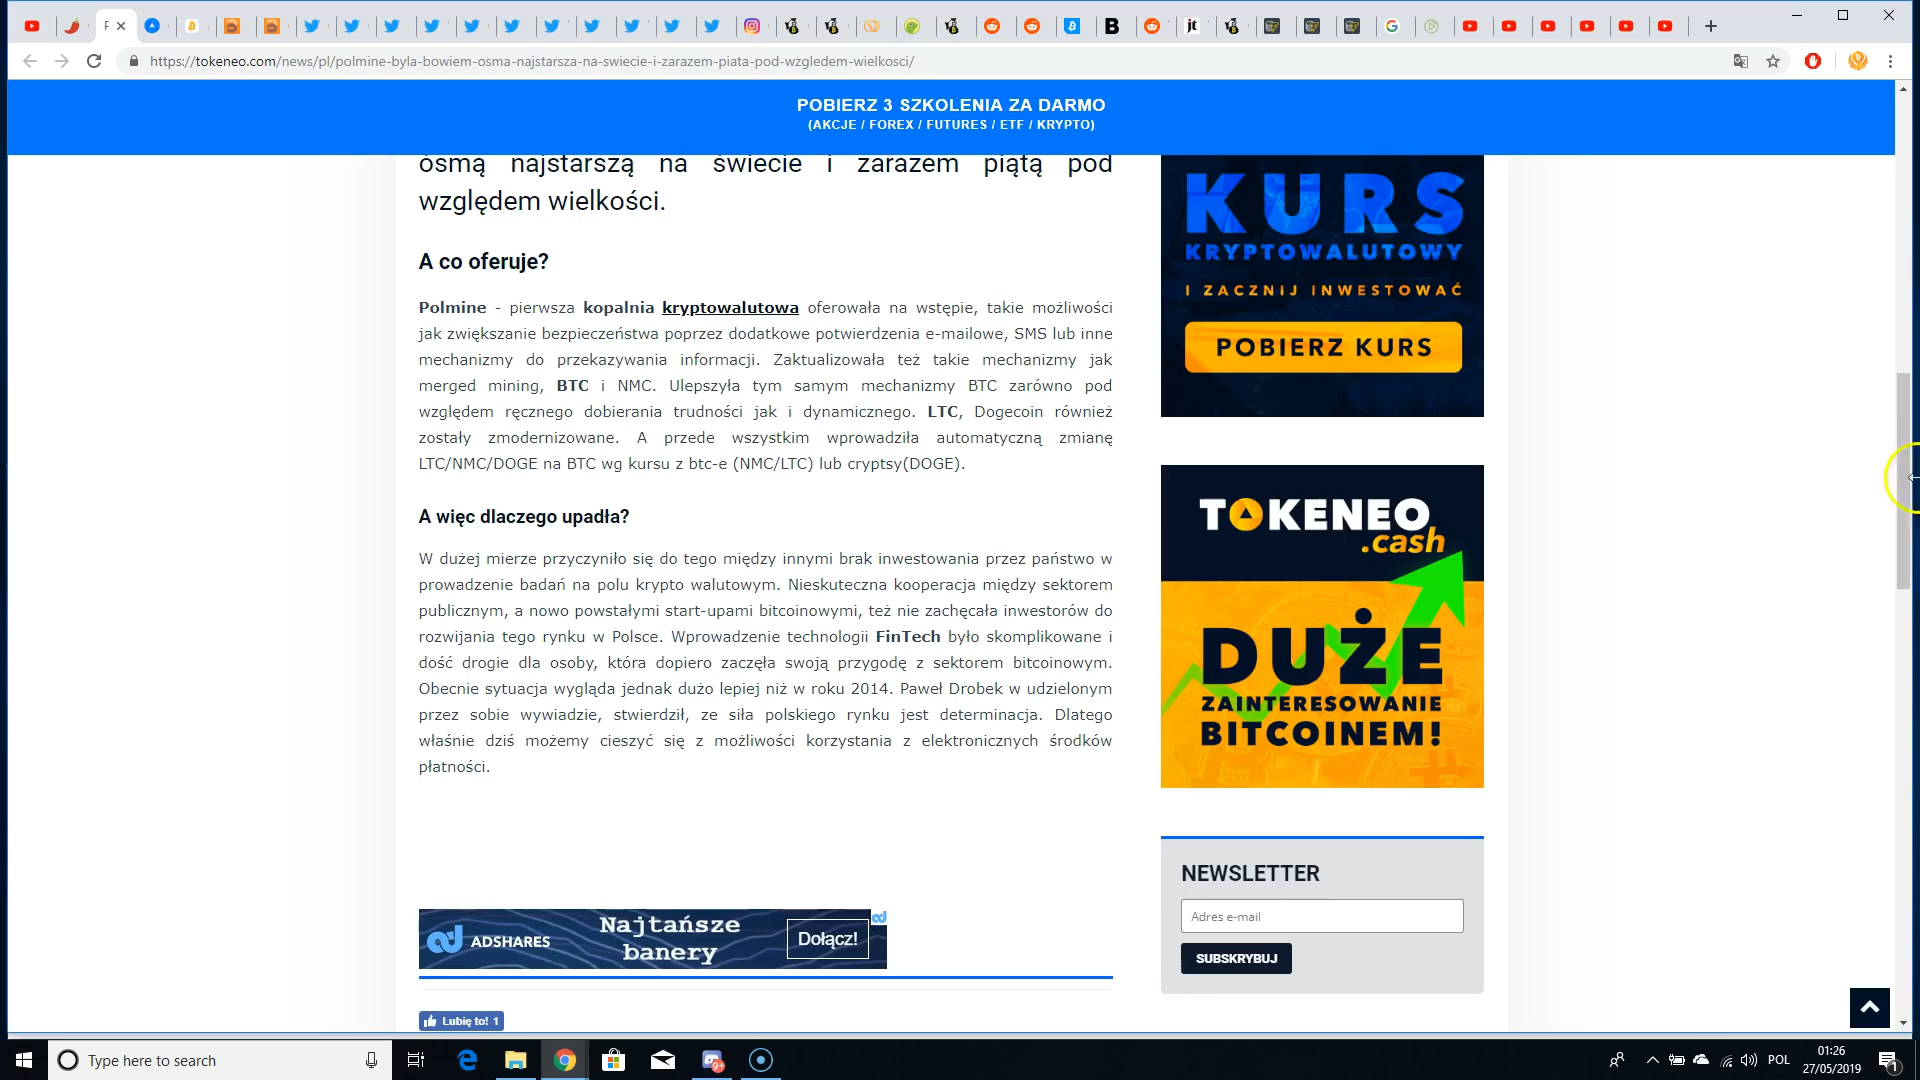 https://tokeneo.com/news/pl/polmine-byla-bowiem-osma-najstarsza-na-swiecie-i-zarazem-piata-pod-wzgledem-wielkosci/
POBIERZ 3 SZKOLENIA ZA DARMO
(AKCJE / FOREX / FUTURES / ETF / KRYPTO)
ósmą najstarszą na świecie i zarazem piątą pod
względem wielkości.
A co oferuje?
Polmine - pierwsza kopalnia kryptowalutowa oferowała na wstępie, takie możliwości
jak zwiększanie bezpieczeństwa poprzez dodatkowe potwierdzenia e-mailowe, SMS lub inne
mechanizmy do przekazywania informacji. Zaktualizowała też takie mechanizmy jak
merged mining, BTC i NMC. Ulepszyła tym samym mechanizmy BTC zarówno pod
względem ręcznego dobierania trudności jak i dynamicznego. LTC, Dogecoin również
zostały zmodernizowane. A przede wszystkim wprowadziła automatyczną zmianę
LTC/NMC/DOGE na BTC wg kursu z btc-e (NMC/LTC) lub cryptsy(DOGE).
A więc dlaczego upadła?
W dużej mierze przyczyniło się do tego między innymi brak inwestowania przez państwo w
prowadzenie badań na polu krypto walutowym. Nieskuteczna kooperacja między sektorem
publicznym, a nowo powstałymi start-upami bitcoinowymi, też nie zachęcała inwestorów do
rozwijania tego rynku w Polsce. Wprowadzenie technologii FinTech było skomplikowane i
dość drogie dla osoby, która dopiero zaczęła swoją przygodę z sektorem bitcoinowym.
Obecnie sytuacja wygląda jednak dużo lepiej niż w roku 2014. Paweł Drobek w udzielonym
przez sobie wywiadzie, stwierdził, ze siła polskiego rynku jest determinacja. Dlatego
właśnie dziś możemy cieszyć się z możliwości korzystania z elektronicznych środków
płatności.
ADSHARES
Najtańsze
banery
Dołącz!
Lubię to! 1
KURS
KRYPTOWALUTOWY
I ZACZNIJ INWESTOWAĆ
POBIERZ KURS
TOKENEO
.cash
DUŻE
ZAINTERESOWANIE
BITCOINEM!
NEWSLETTER
Adres e-mail
SUBSKRYBUJ
Type here to search
POL
01:26
27/05/2019